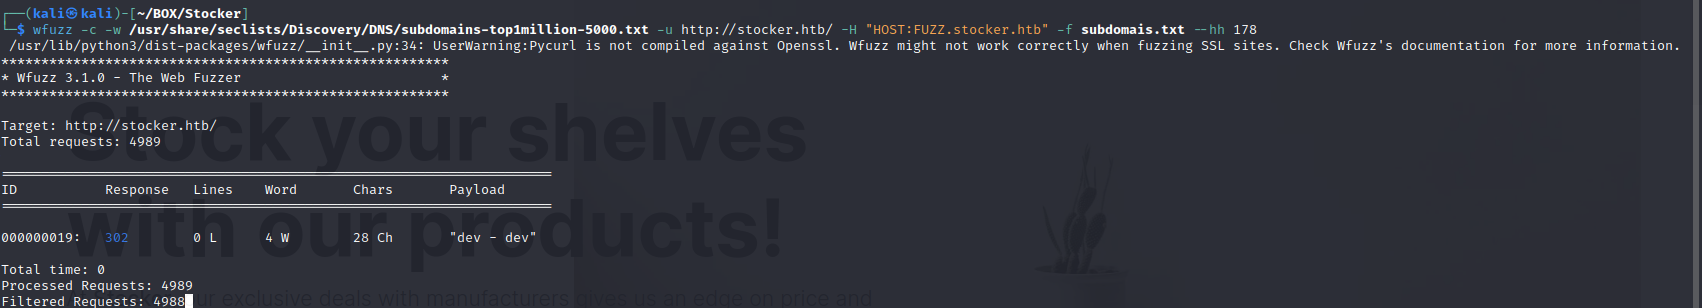 ┌──(kali㉿kali)-[~/BOX/Stocker]
└─$ wfuzz -c -w /usr/share/seclists/Discovery/DNS/subdomains-top1million-5000.txt -u http://stocker.htb/ -H "HOST:FUZZ.stocker.htb" -f subdomais.txt --hh 178
/usr/lib/python3/dist-packages/wfuzz/__init__.py:34: UserWarning:Pycurl is not compiled against Openssl. Wfuzz might not work correctly when fuzzing SSL sites. Check Wfuzz's documentation for more information.
********************************************************
* Wfuzz 3.1.0 - The Web Fuzzer                         *
********************************************************
Stock your shelves
Target: http://stocker.htb/
Total requests: 4989
=====================================================================
ID           Response   Lines    Word       Chars       Payload
=====================================================================
with our products!
000000019:   302        0 L      4 W        28 Ch       "dev - dev"
Total time: 0
Processed Requests: 4989
Filtered Requests: 4988
ur exclusive deals with manufacturers gives us an edge on price and